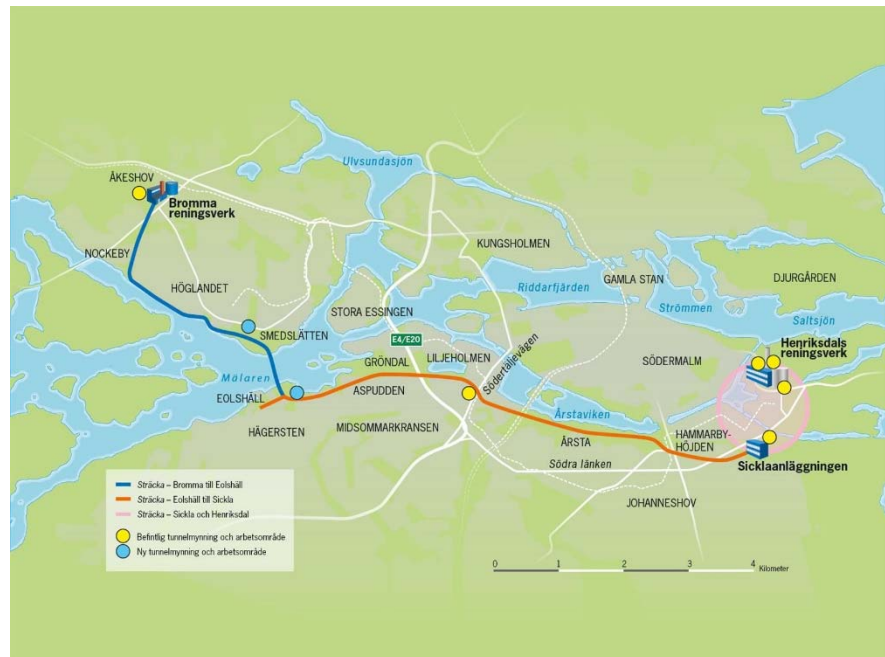 Ulvsundasjön
ÅKESHOV
Bromma
reningsverk
NOCKEBY
KUNGSHOLMEN
HÖGLANDET
GAMLA STAN
DJURGÅRDEN
Riddarfjärden
STORA ESSINGEN
Strömmen
Saltsjön
SMEDSLÄTTEN
E4/E20
Henriksdals
reningsverk
GRÖNDAL
LILJEHOLMEN
Södertäljevägen
SÖDERMALM
Mälaren
ASPUDDEN
EOLSHÄLL
Årstaviken
HÄGERSTEN
MIDSOMMARKRANSEN
ÅRSTA
HAMMARBY-
HÖJDEN
Södra länken
Sicklaanläggningen
JOHANNESHOV
Sträcka – Bromma till Eolshäll
Sträcka – Eolshäll till Sickla
Sträcka – Sickla och Henriksdal
Befintlig tunnelmynning och arbetsområde
Ny tunnelmynning och arbetsområde
0 1 2 3 4
Kilometer